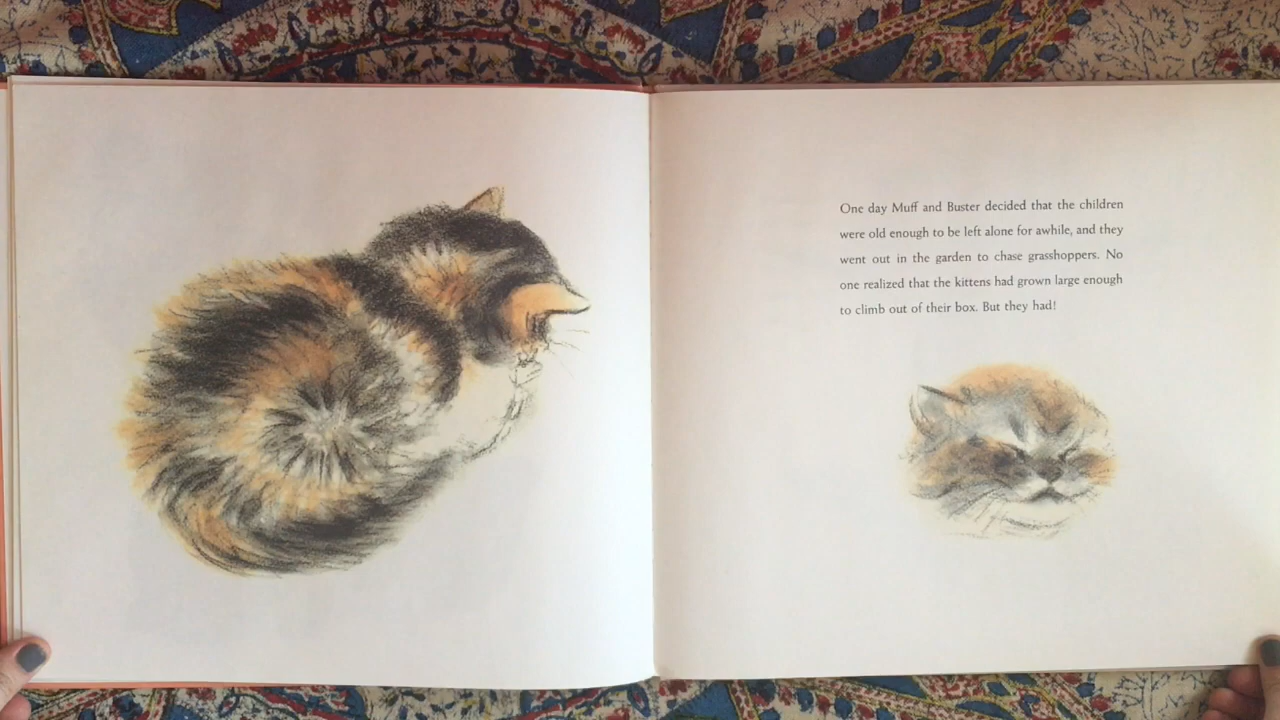 One day Muff and Buster decided that the children
were old enough to be left alone for awhile, and they
went out in the garden to chase grasshoppers. No
one realized that the kittens had grown large enough
to climb out of their box. But they had!